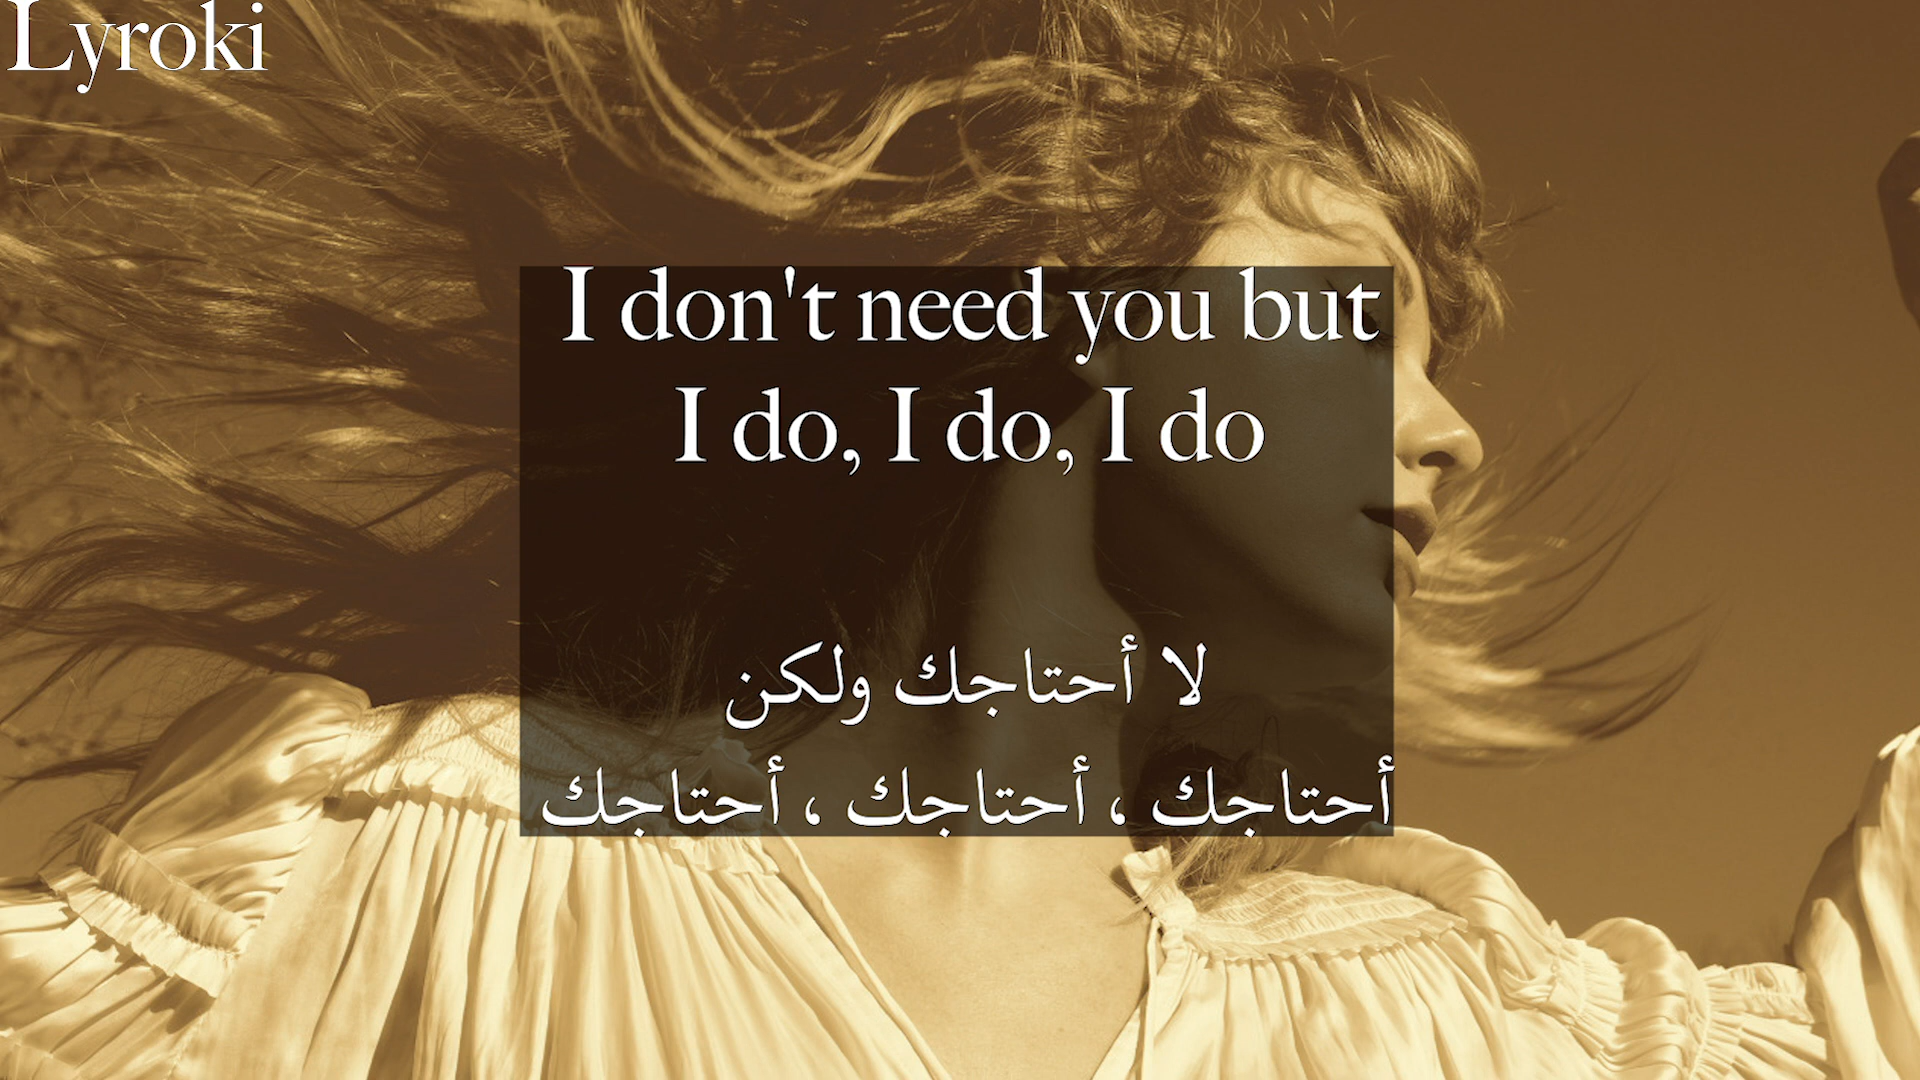 Lyroki
I don't need you but
I do, I do, I do
لا أحتاجك ولكن
أحتاجك ، أحتاجك ، أحتاجك